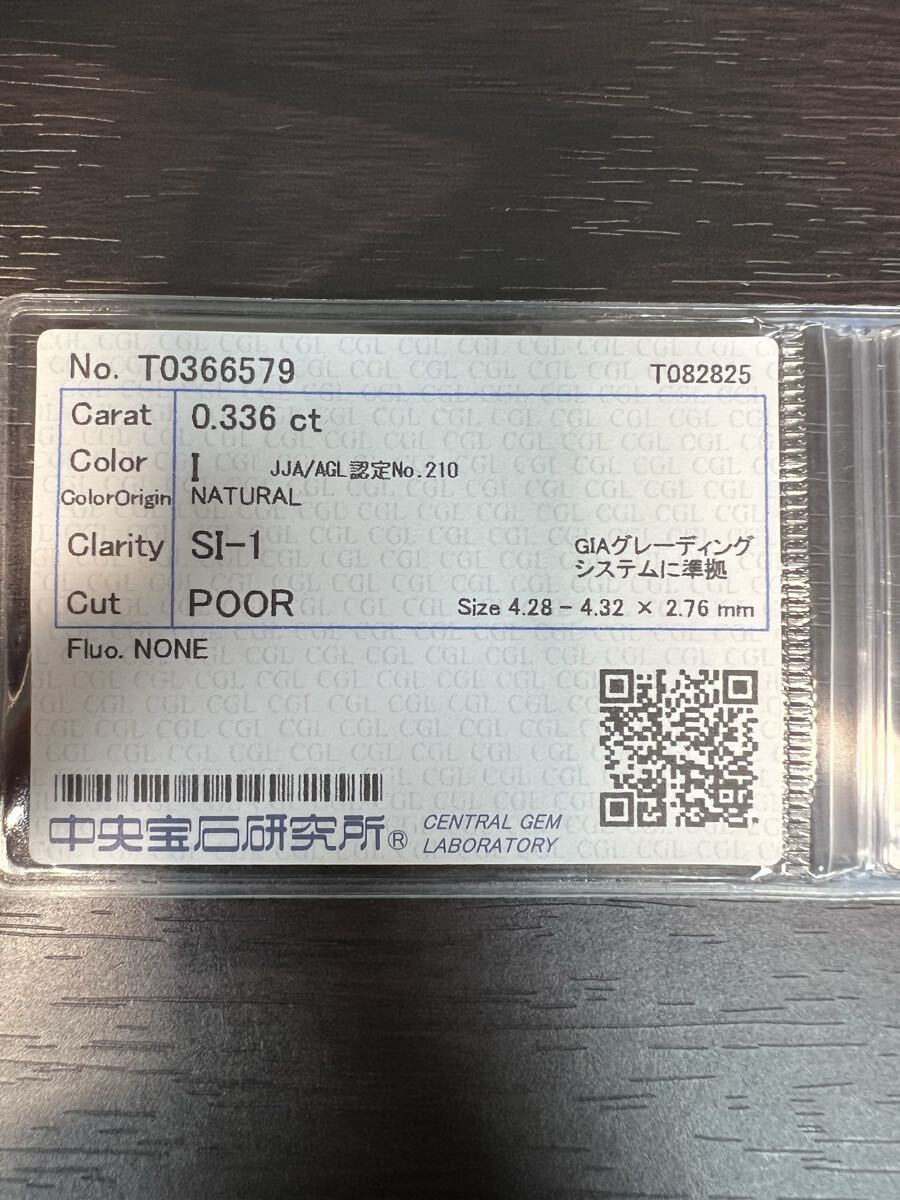 No. T0366579
T082825
Carat 0.336 ct
Color I JJA/AGL認定No.210
ColorOrigin NATURAL
Clarity SI-1
GIAグレーディング
システムに準拠
Cut POOR
Size 4.28 - 4.32 × 2.76 mm
Fluo. NONE
中央宝石研究所®
CENTRAL GEM
LABORATORY